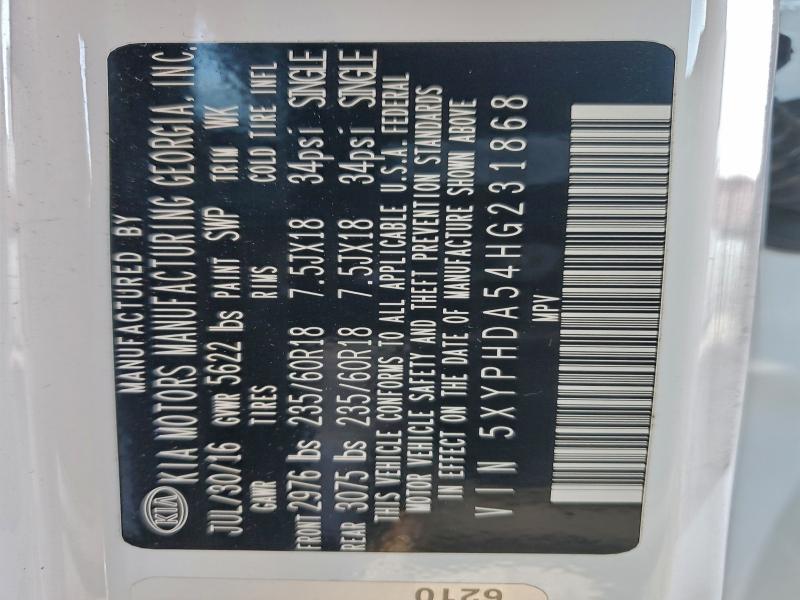 MANUFACTURED BY
KIA KIA MOTORS MANUFACTURING GEORGIA, INC.
JUL/30/16 GVWR 5622 lbs PAINT SWP TRIM WK
GAWR TIRES RIMS COLD TIRE INFL
FRONT 2976 lbs 235/60R18 7.5JX18 34psi SINGLE
REAR 3075 lbs 235/60R18 7.5JX18 34psi SINGLE
THIS VEHICLE CONFORMS TO ALL APPLICABLE U.S.A. FEDERAL
MOTOR VEHICLE SAFETY AND THEFT PREVENTION STANDARDS
IN EFFECT ON THE DATE OF MANUFACTURE SHOWN ABOVE
VIN 5XYPHDA54HG231868
MPV
6210